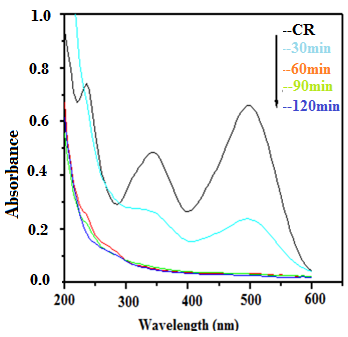 1.0
0.8
0.6
0.4
0.2
0.0
Absorbance
--CR
--30min
--60min
--90min
--120min
200 300 400 500 600
Wavelength (nm)